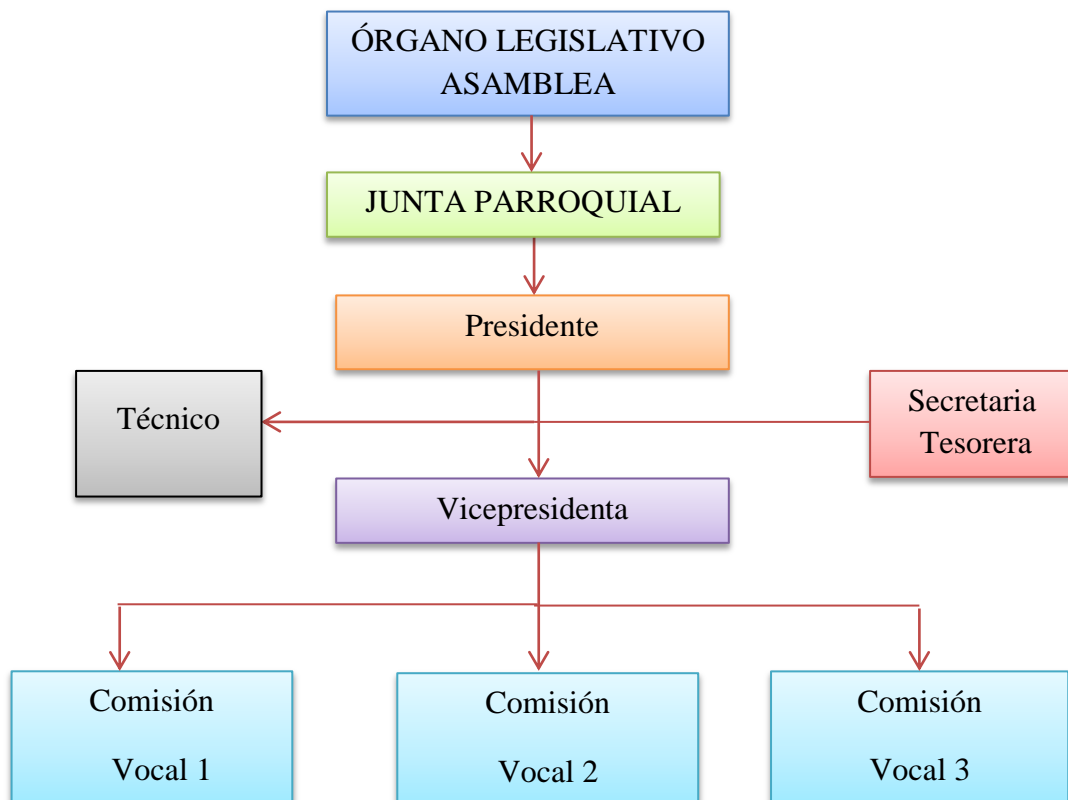 ÓRGANO LEGISLATIVO
ASAMBLEA
JUNTA PARROQUIAL
Presidente
Técnico
Secretaria
Tesorera
Vicepresidenta
Comisión
Vocal 1
Comisión
Vocal 2
Comisión
Vocal 3